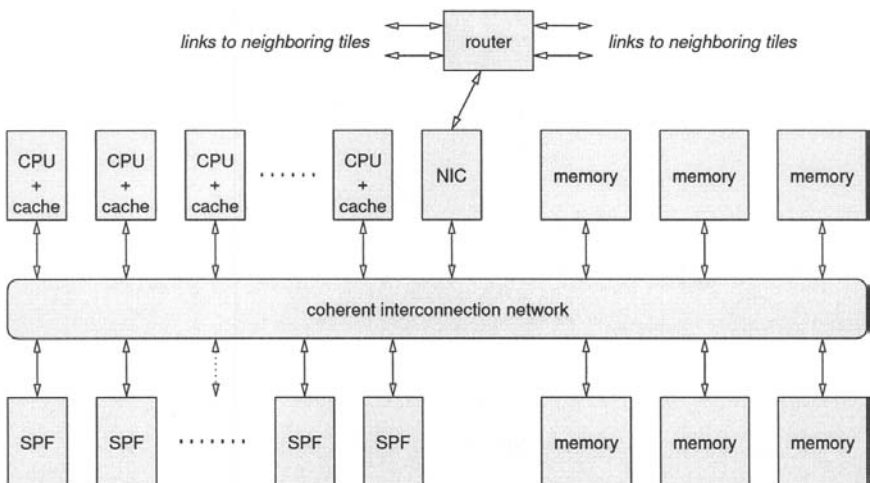 links to neighboring tiles
router
links to neighboring tiles
CPU
+
cache
CPU
+
cache
CPU
+
cache
CPU
+
cache
NIC
memory
memory
memory
coherent interconnection network
SPF
SPF
SPF
SPF
memory
memory
memory